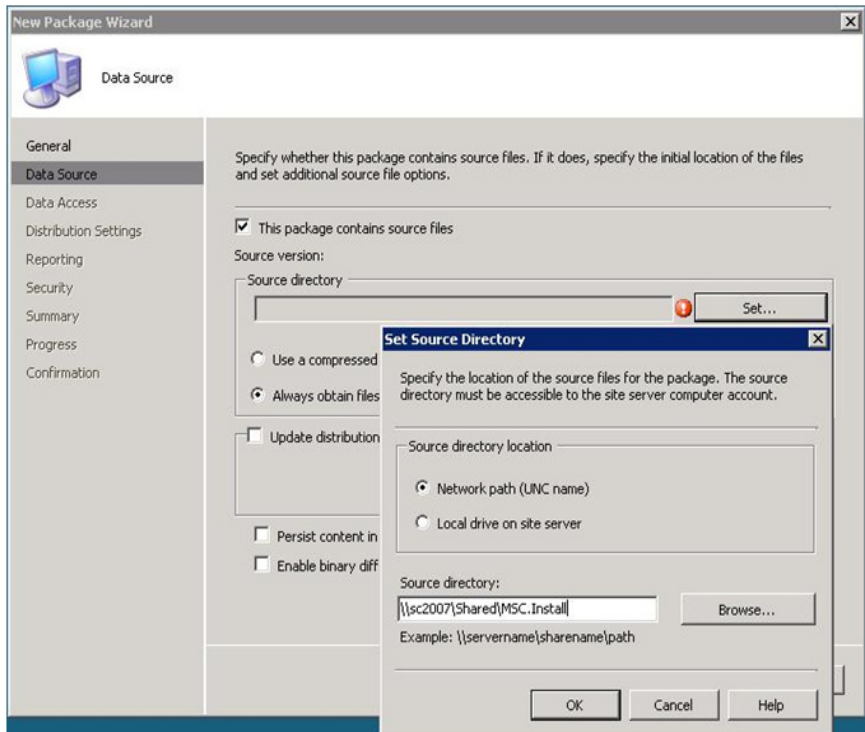 New Package Wizard
Data Source
General
Data Source
Data Access
Distribution Settings
Reporting
Security
Summary
Progress
Confirmation
Specify whether this package contains source files. If it does, specify the initial location of the files
and set additional source file options.
This package contains source files
Source version:
Source directory
Set...
Use a compressed
Always obtain files
Update distribution
Persist content in
Enable binary diff
Set Source Directory
Specify the location of the source files for the package. The source
directory must be accessible to the site server computer account.
Source directory location
Network path (UNC name)
Local drive on site server
Source directory:
\\sc2007\Shared\MSC.Install
Browse...
Example: \\servername\sharename\path
OK
Cancel
Help